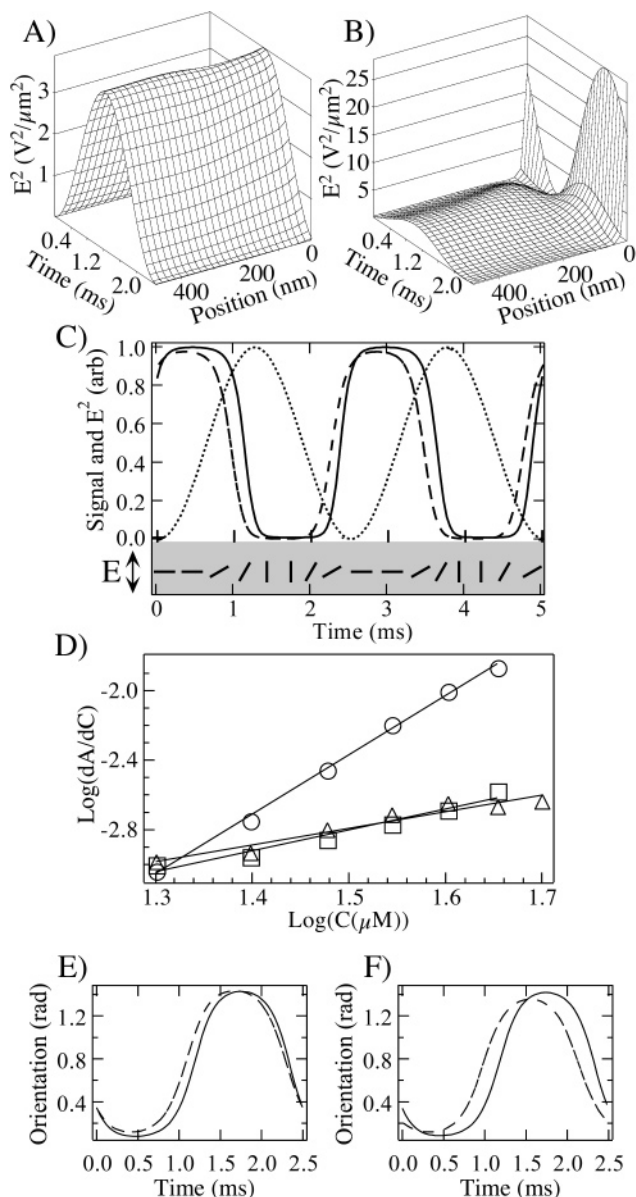 A)
E² (V²/μm²)
3
2
1
0.4
1.2
2.0
Time (ms)
400
200
0
Position (nm)
B)
E² (V²/μm²)
25
20
15
10
5
0.4
1.2
2.0
Time (ms)
400
200
0
Position (nm)
C)
Signal and E² (arb)
1.0
0.8
0.6
0.4
0.2
0.0
E
0 1 2 3 4 5
Time (ms)
D)
Log(dA/dC)
-2.0
-2.4
-2.8
1.3 1.4 1.5 1.6 1.7
Log(C(μM))
E)
Orientation (rad)
1.2
0.8
0.4
0.0 0.5 1.0 1.5 2.0 2.5
Time (ms)
F)
Orientation (rad)
1.2
0.8
0.4
0.0 0.5 1.0 1.5 2.0 2.5
Time (ms)